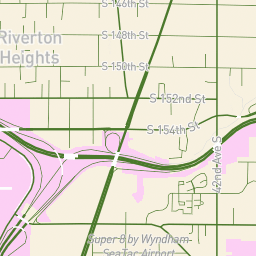 S 146th St
Riverton
Heights
S 148th St
S 150th St
S 152nd St
S 154th St
42nd Ave S
Super 8 by Wyndham
SeaTac Airport